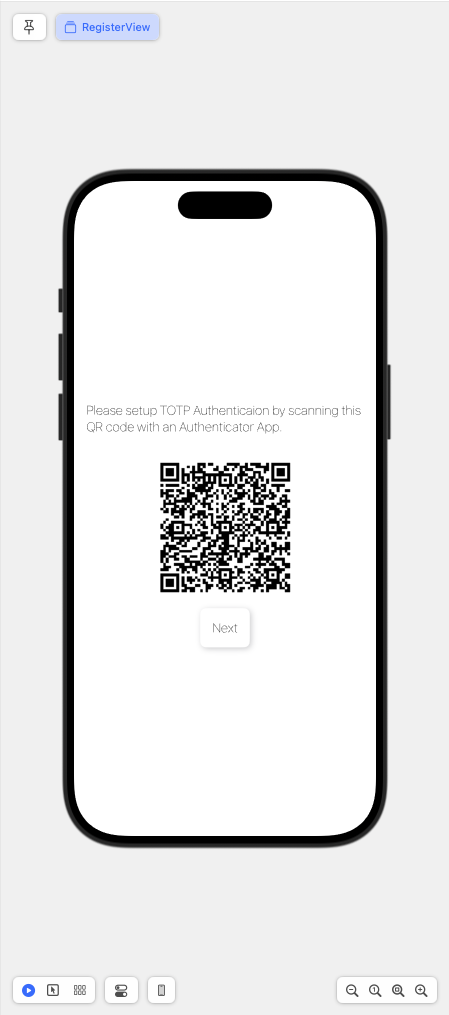 RegisterView
Please setup TOTP Authenticaion by scanning this
QR code with an Authenticator App.
Next